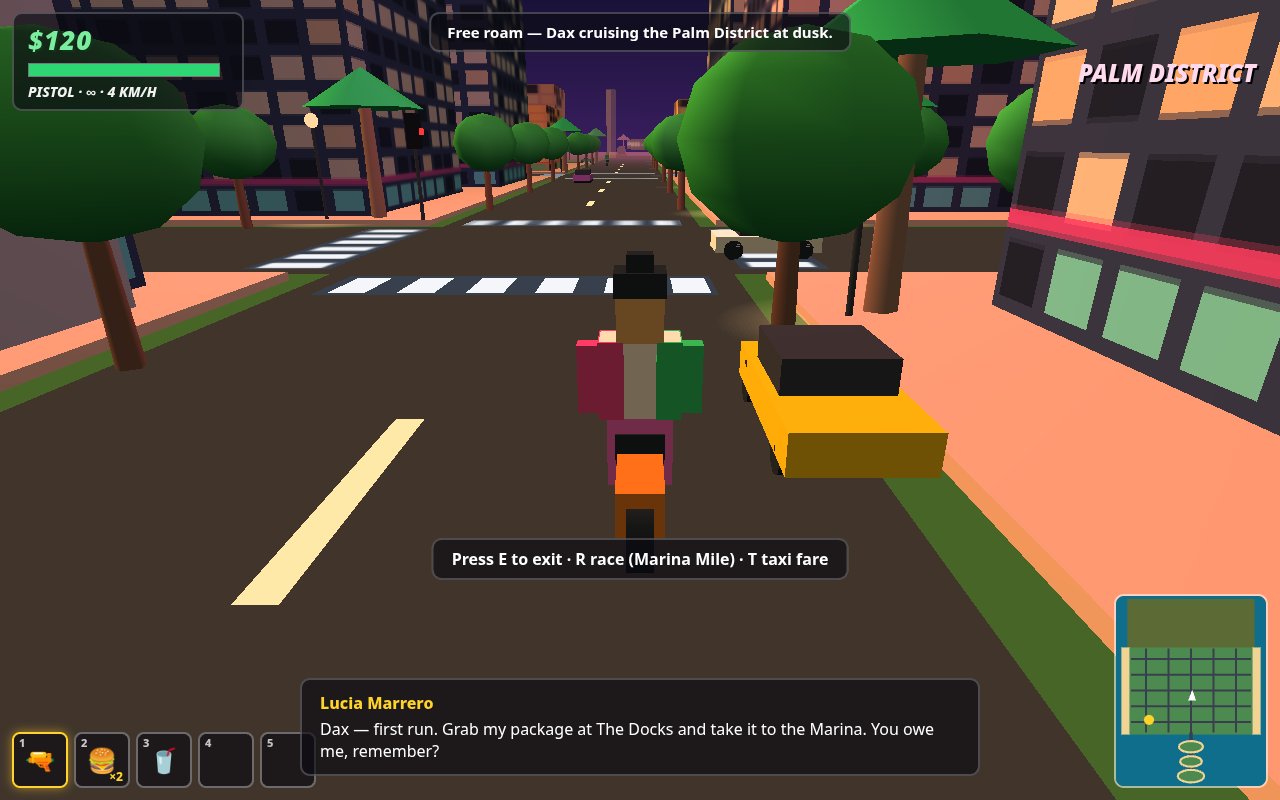 $120
PISTOL · ∞ · 4 KM/H
Free roam — Dax cruising the Palm District at dusk.
PALM DISTRICT
Press E to exit · R race (Marina Mile) · T taxi fare
Lucia Marrero
Dax — first run. Grab my package at The Docks and take it to the Marina. You owe
me, remember?
1
2
×2
3
4
5